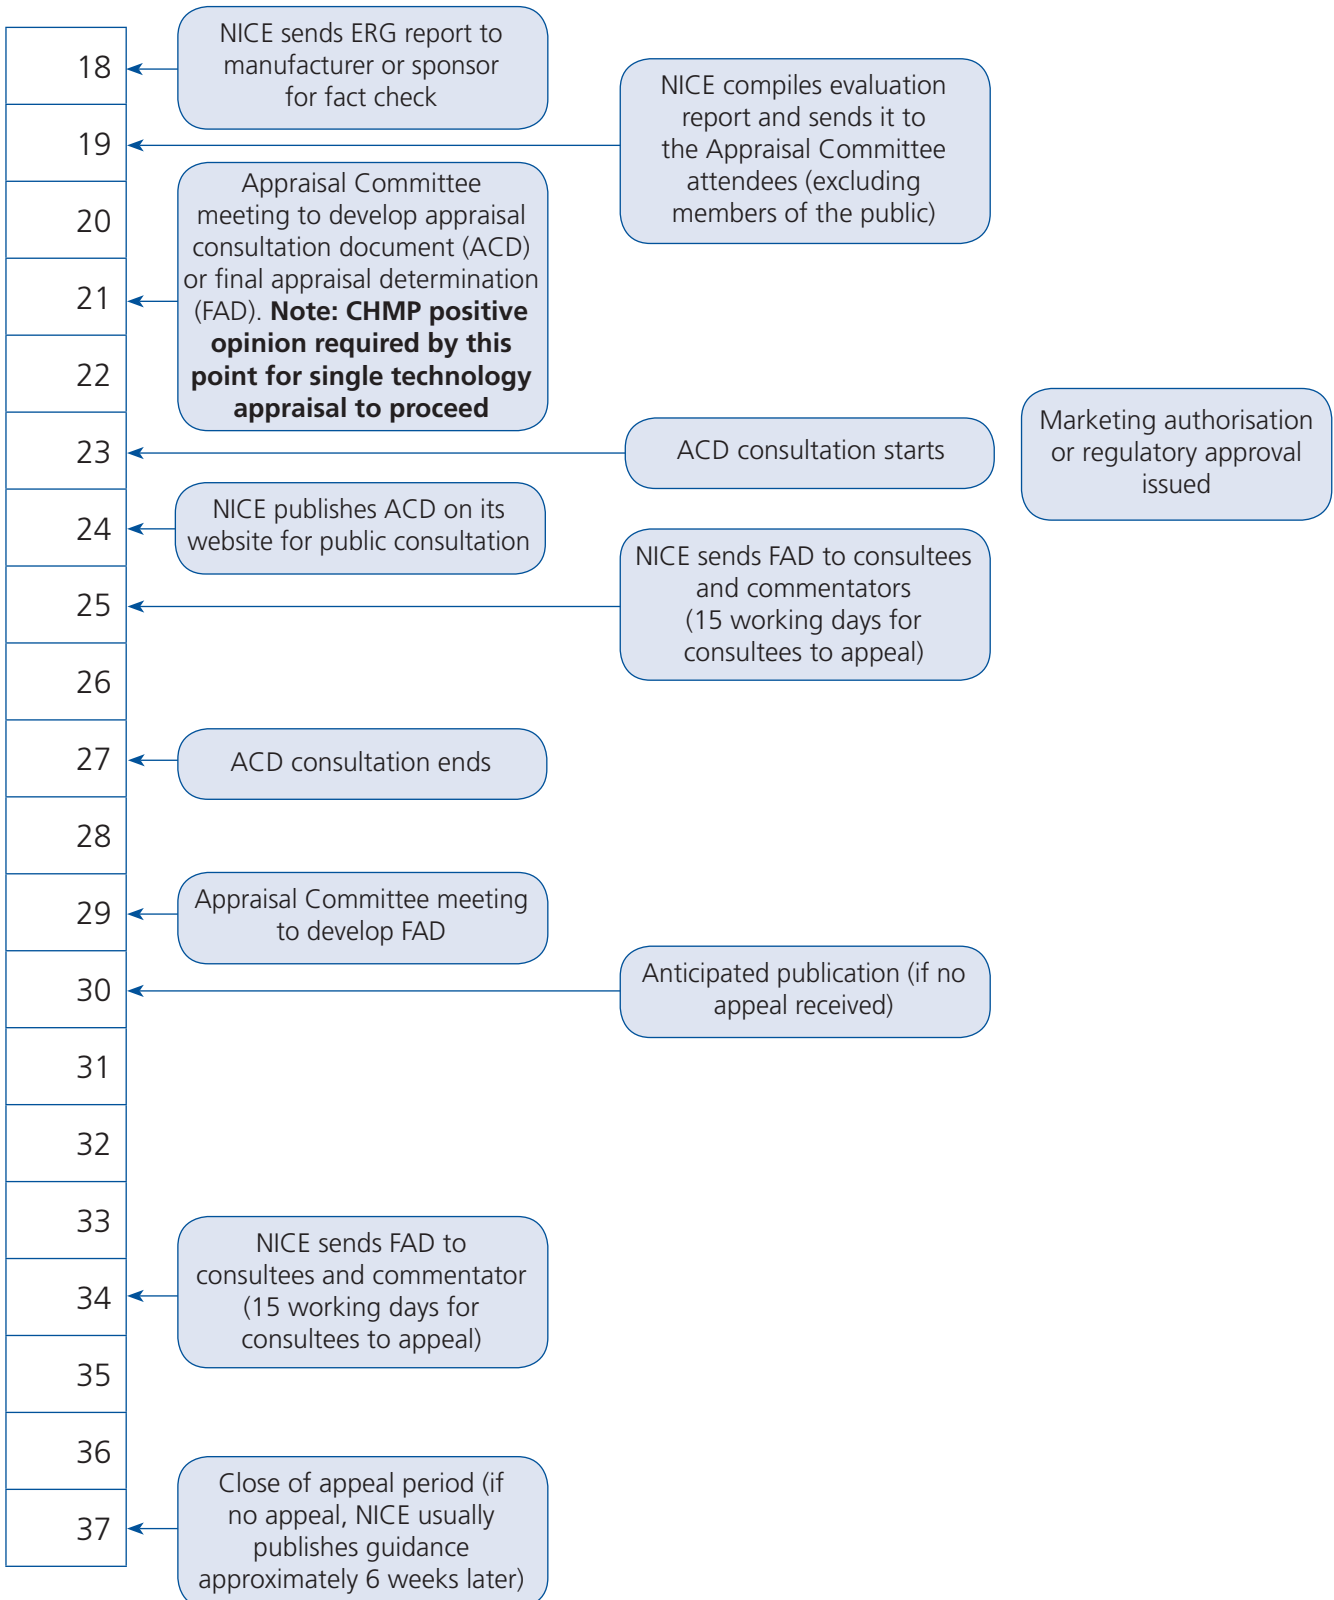 18
NICE sends ERG report to
manufacturer or sponsor
for fact check
19
NICE compiles evaluation
report and sends it to
the Appraisal Committee
attendees (excluding
members of the public)
20
21
Appraisal Committee
meeting to develop appraisal
consultation document (ACD)
or final appraisal determination
(FAD). Note: CHMP positive
opinion required by this
point for single technology
appraisal to proceed
22
23
ACD consultation starts
Marketing authorisation
or regulatory approval
issued
24
NICE publishes ACD on its
website for public consultation
25
NICE sends FAD to consultees
and commentators
(15 working days for
consultees to appeal)
26
27
ACD consultation ends
28
29
Appraisal Committee meeting
to develop FAD
30
Anticipated publication (if no
appeal received)
31
32
33
34
NICE sends FAD to
consultees and commentator
(15 working days for
consultees to appeal)
35
36
37
Close of appeal period (if
no appeal, NICE usually
publishes guidance
approximately 6 weeks later)